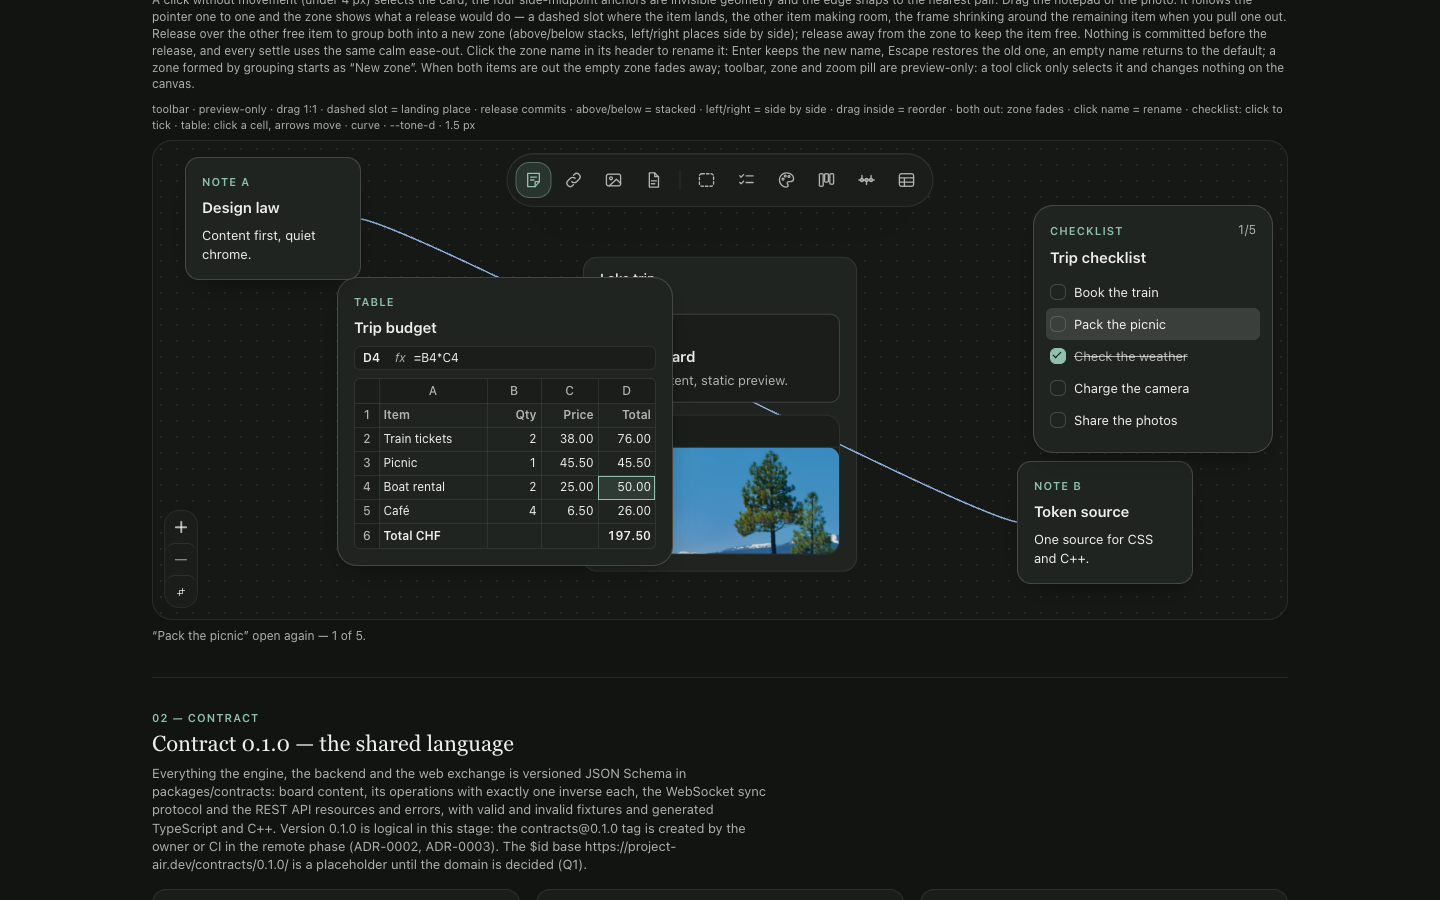 pointer one to one and the zone shows what a release would do — a dashed slot where the item lands, the other item making room, the frame shrinking around the remaining item when you pull one out.
Release over the other free item to group both into a new zone (above/below stacks, left/right places side by side); release away from the zone to keep the item free. Nothing is committed before the
release, and every settle uses the same calm ease-out. Click the zone name in its header to rename it: Enter keeps the new name, Escape restores the old one, an empty name returns to the default; a
zone formed by grouping starts as “New zone”. When both items are out the empty zone fades away; toolbar, zone and zoom pill are preview-only: a tool click only selects it and changes nothing on the
canvas.
toolbar · preview-only · drag 1:1 · dashed slot = landing place · release commits · above/below = stacked · left/right = side by side · drag inside = reorder · both out: zone fades · click name = rename · checklist: click to
tick · table: click a cell, arrows move · curve · --tone-d · 1.5 px
NOTE A
Design law
Content first, quiet
chrome.
TABLE
Trip budget
D4 fx =B4*C4
A B C D
1 Item Qty Price Total
2 Train tickets 2 38.00 76.00
3 Picnic 1 45.50 45.50
4 Boat rental 2 25.00 50.00
5 Café 4 6.50 26.00
6 Total CHF 197.50
static preview.
CHECKLIST 1/5
Trip checklist
Book the train
Pack the picnic
Check the weather
Charge the camera
Share the photos
NOTE B
Token source
One source for CSS
and C++.
“Pack the picnic” open again — 1 of 5.
02 — CONTRACT
Contract 0.1.0 — the shared language
Everything the engine, the backend and the web exchange is versioned JSON Schema in
packages/contracts: board content, its operations with exactly one inverse each, the WebSocket sync
protocol and the REST API resources and errors, with valid and invalid fixtures and generated
TypeScript and C++. Version 0.1.0 is logical in this stage: the contracts@0.1.0 tag is created by the
owner or CI in the remote phase (ADR-0002, ADR-0003). The $id base https://project-
air.dev/contracts/0.1.0/ is a placeholder until the domain is decided (Q1).